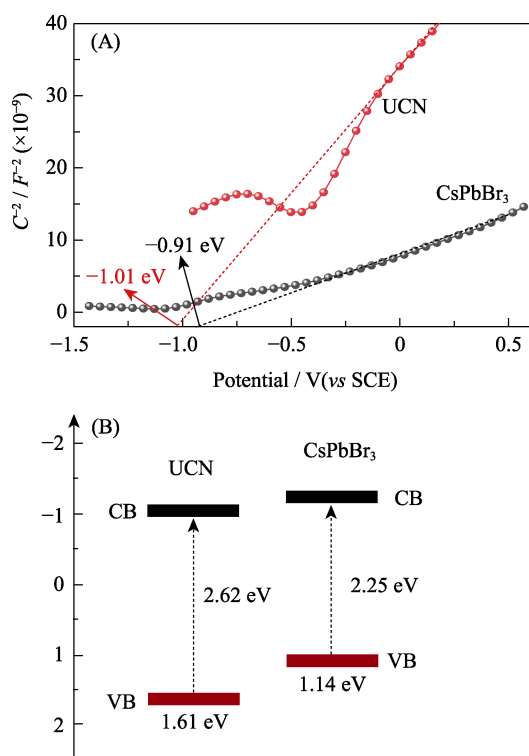 (A)
C⁻² / F⁻² (×10⁻⁹)
40
30
20
10
0
UCN
CsPbBr₃
−0.91 eV
−1.01 eV
−1.5
−1.0
−0.5
0
0.5
Potential / V(vs SCE)
(B)
−2
−1
0
1
2
UCN
CsPbBr₃
CB
CB
2.62 eV
2.25 eV
VB
VB
1.61 eV
1.14 eV